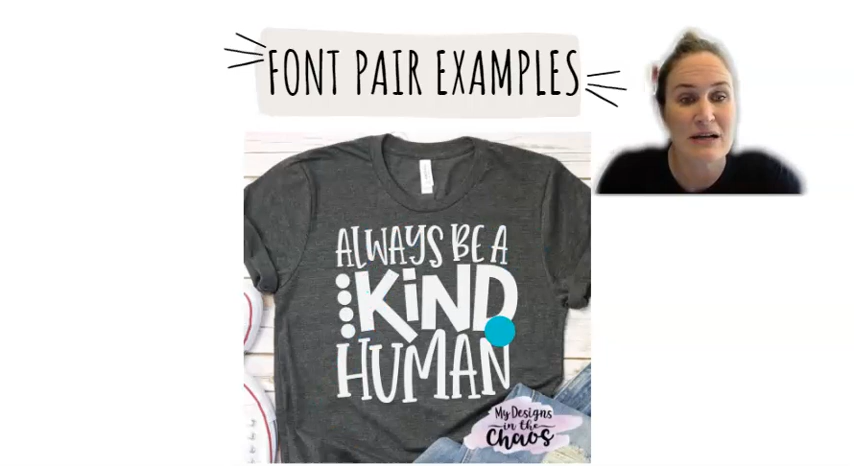 FONT PAIR EXAMPLES
ALWAYS BE A
KiND
HUMAN
My Designs
in the
Chaos